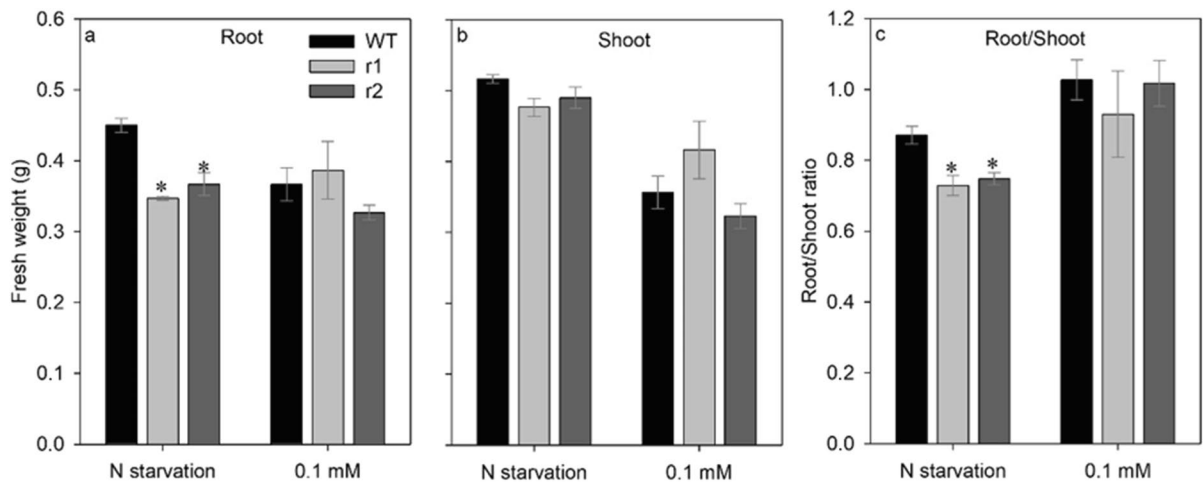 a
Root
WT
r1
r2
0.6
0.5
0.4
0.3
0.2
0.1
0.0
Fresh weight (g)
* *
N starvation 0.1 mM
b
Shoot
N starvation 0.1 mM
c
Root/Shoot
1.2
1.0
0.8
0.6
0.4
0.2
0.0
Root/Shoot ratio
* *
N starvation 0.1 mM